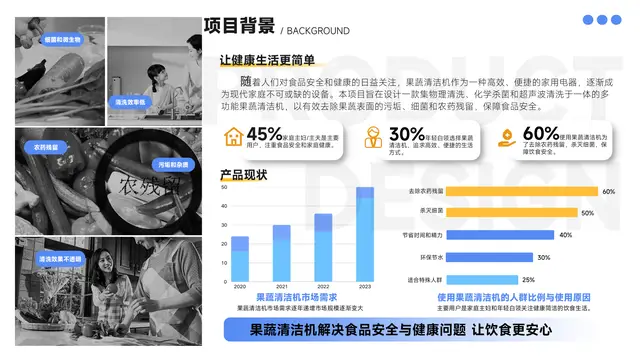 项目背景 / BACKGROUND
细菌和微生物
清洗效率低
农药残留
污垢和杂质
农残留
清洗效果不透明
让健康生活更简单
随着人们对食品安全和健康的日益关注，果蔬清洁机作为一种高效、便捷的家用电器，逐渐成
为现代家庭不可或缺的设备。本项目旨在设计一款集物理清洗、化学杀菌和超声波清洗于一体的多
功能果蔬清洁机，以有效去除果蔬表面的污垢、细菌和农药残留，保障食品安全。
45%家庭主妇/主夫是主要
用户，注重食品安全和家庭健康。
30%年轻白领选择果蔬
清洁机，追求高效、便捷的生活
方式。
60%使用果蔬清洁机为
了去除农药残留、杀灭细菌，保
障饮食安全。
PRODUCT
DESIGN
产品现状
50
40
30
20
10
0
2020
2021
2022
2023
果蔬清洁机市场需求
果蔬清洁机市场需求逐年递增市场规模逐渐变大
去除农药残留
60%
杀灭细菌
50%
节省时间和精力
40%
环保节水
30%
适合特殊人群
25%
使用果蔬清洁机的人群比例与使用原因
主要用户是家庭主妇和年轻白领关注健康简洁的饮食生活。
果蔬清洁机解决食品安全与健康问题 让饮食更安心